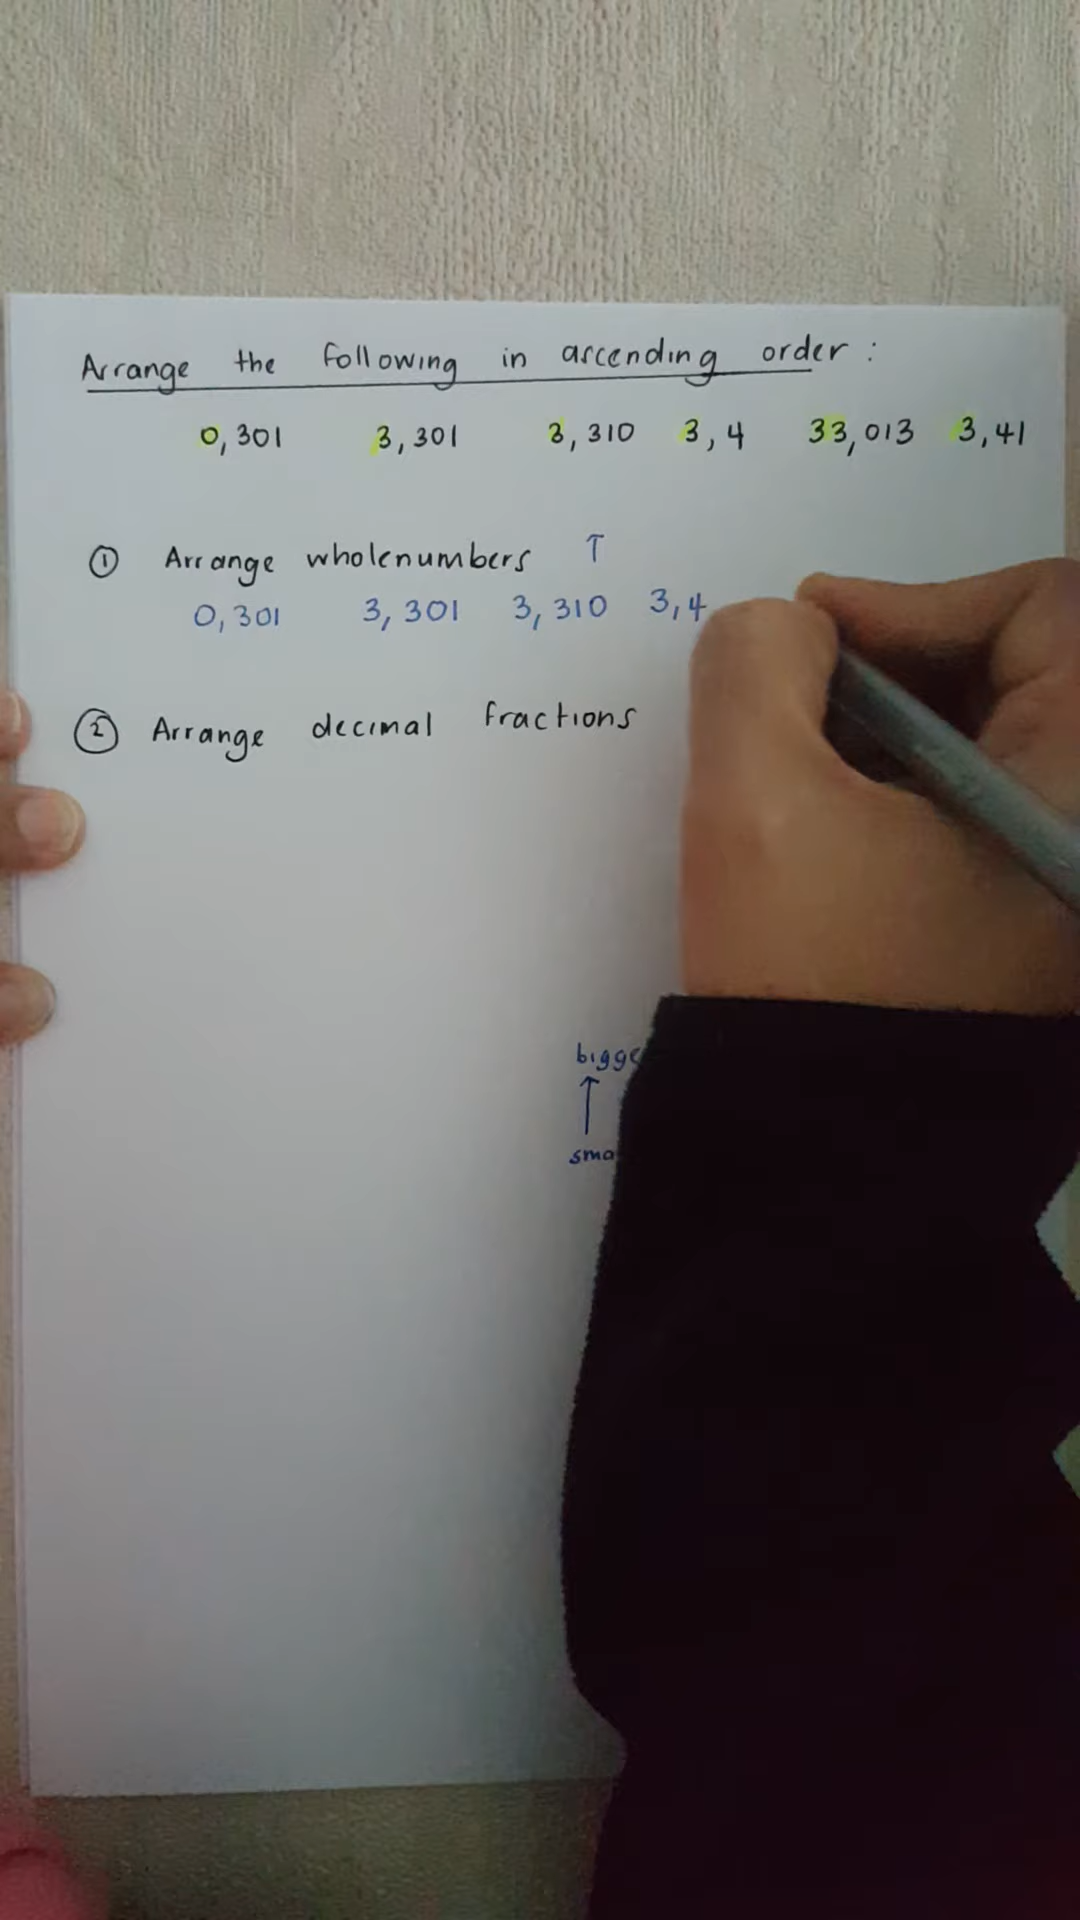 Arrange the following in ascending order :
0,301 3,301 3,310 3,4 33,013 3,41
① Arrange wholenumbers ↑
0,301 3,301 3,310 3,4
② Arrange decimal fractions